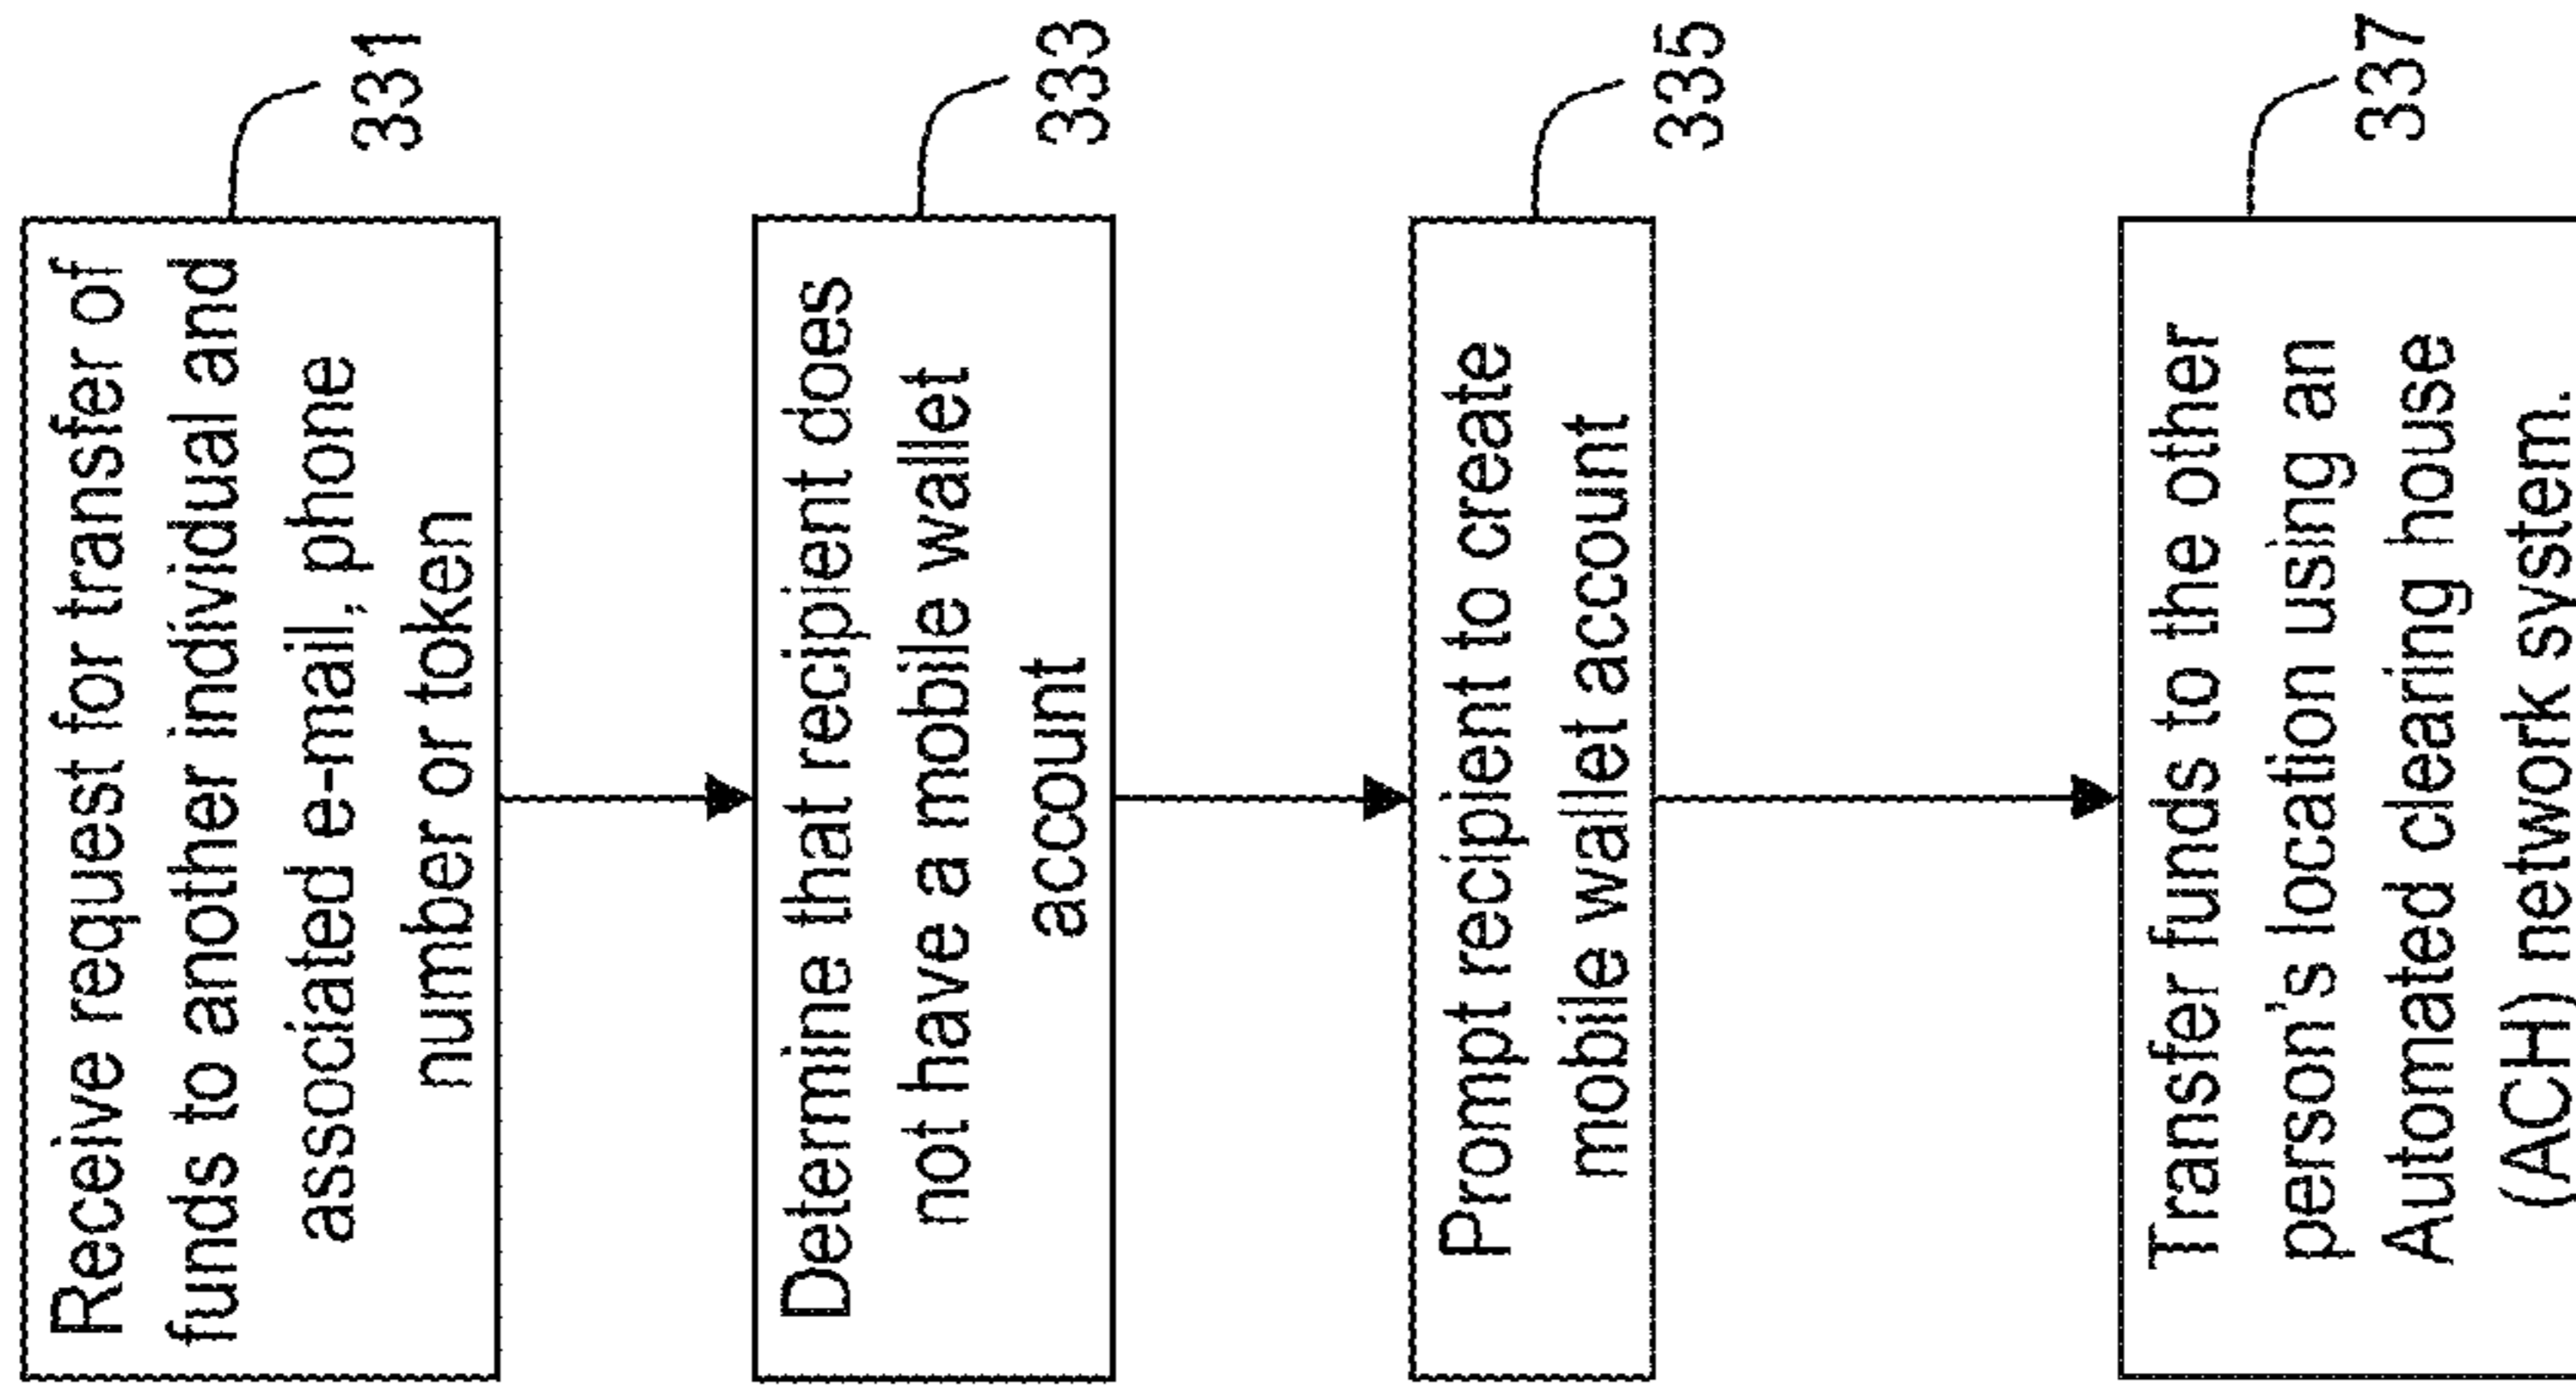 Receive request for transfer of
funds to another individual and
associated e-mail, phone
number or token
331
Determine that recipient does
not have a mobile wallet
account
333
Prompt recipient to create
mobile wallet account
335
Transfer funds to the other
person's location using an
Automated clearing house
(ACH) network system.
337